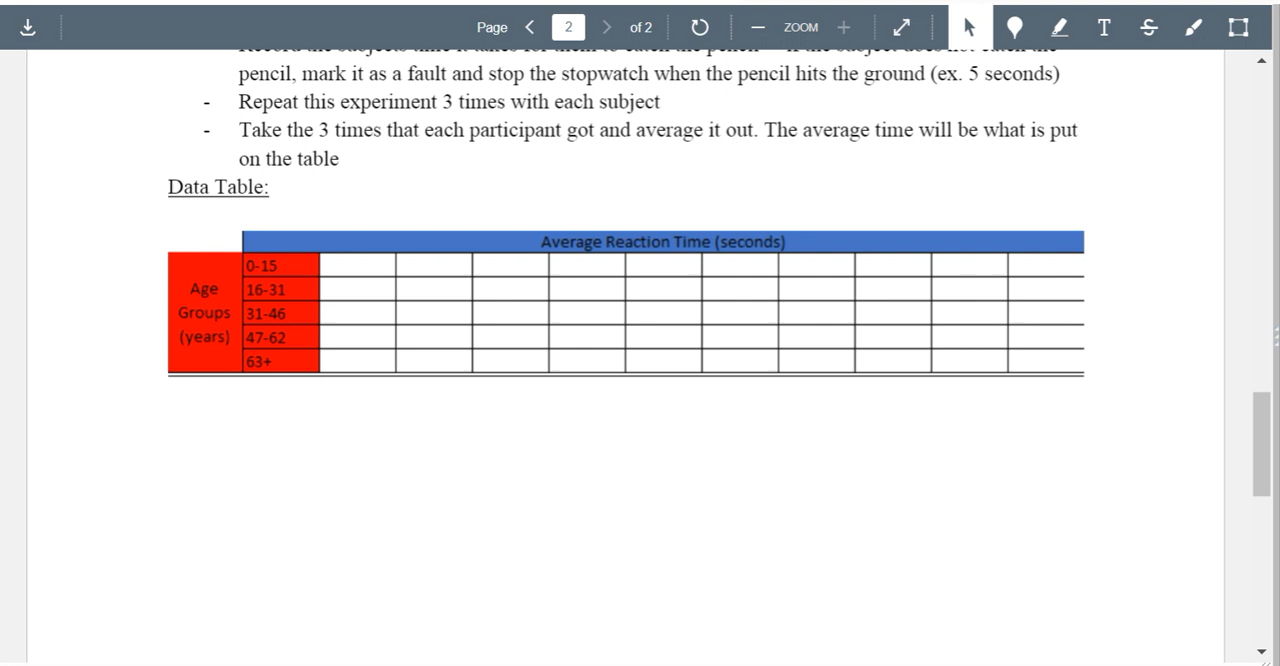 Page 2 of 2 ZOOM T S
pencil, mark it as a fault and stop the stopwatch when the pencil hits the ground (ex. 5 seconds)
- Repeat this experiment 3 times with each subject
- Take the 3 times that each participant got and average it out. The average time will be what is put
on the table
Data Table:
Average Reaction Time (seconds)
Age Groups (years)
0-15
16-31
31-46
47-62
63+